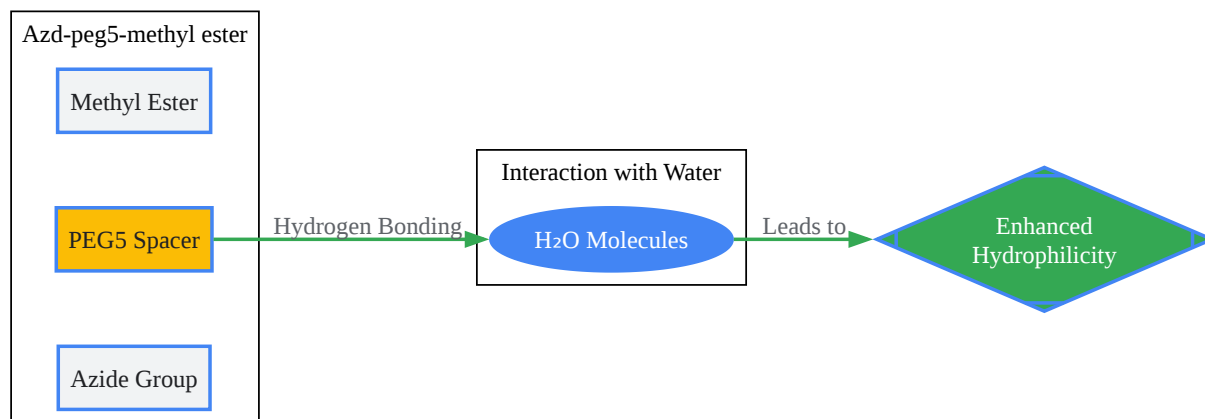 Azd-peg5-methyl ester
Methyl Ester
PEG5 Spacer
Azide Group
Hydrogen Bonding
Interaction with Water
H₂O Molecules
Leads to
Enhanced
Hydrophilicity